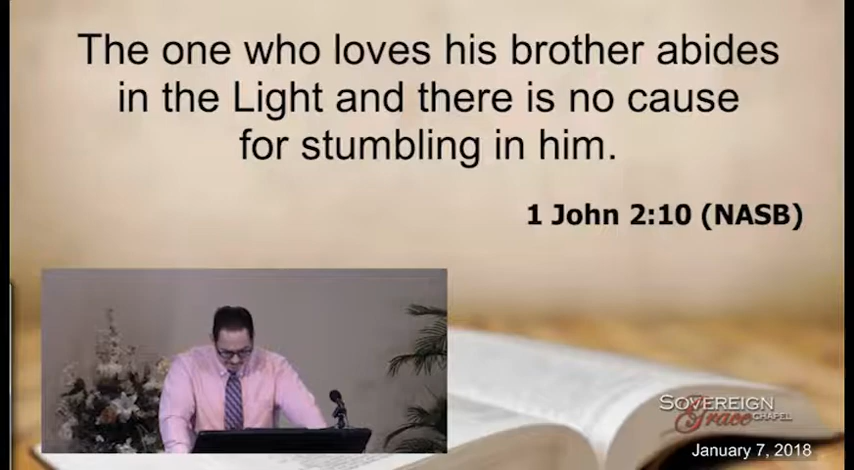 The one who loves his brother abides
in the Light and there is no cause
for stumbling in him.
1 John 2:10 (NASB)
SOVEREIGN
Grace CHAPEL
January 7, 2018